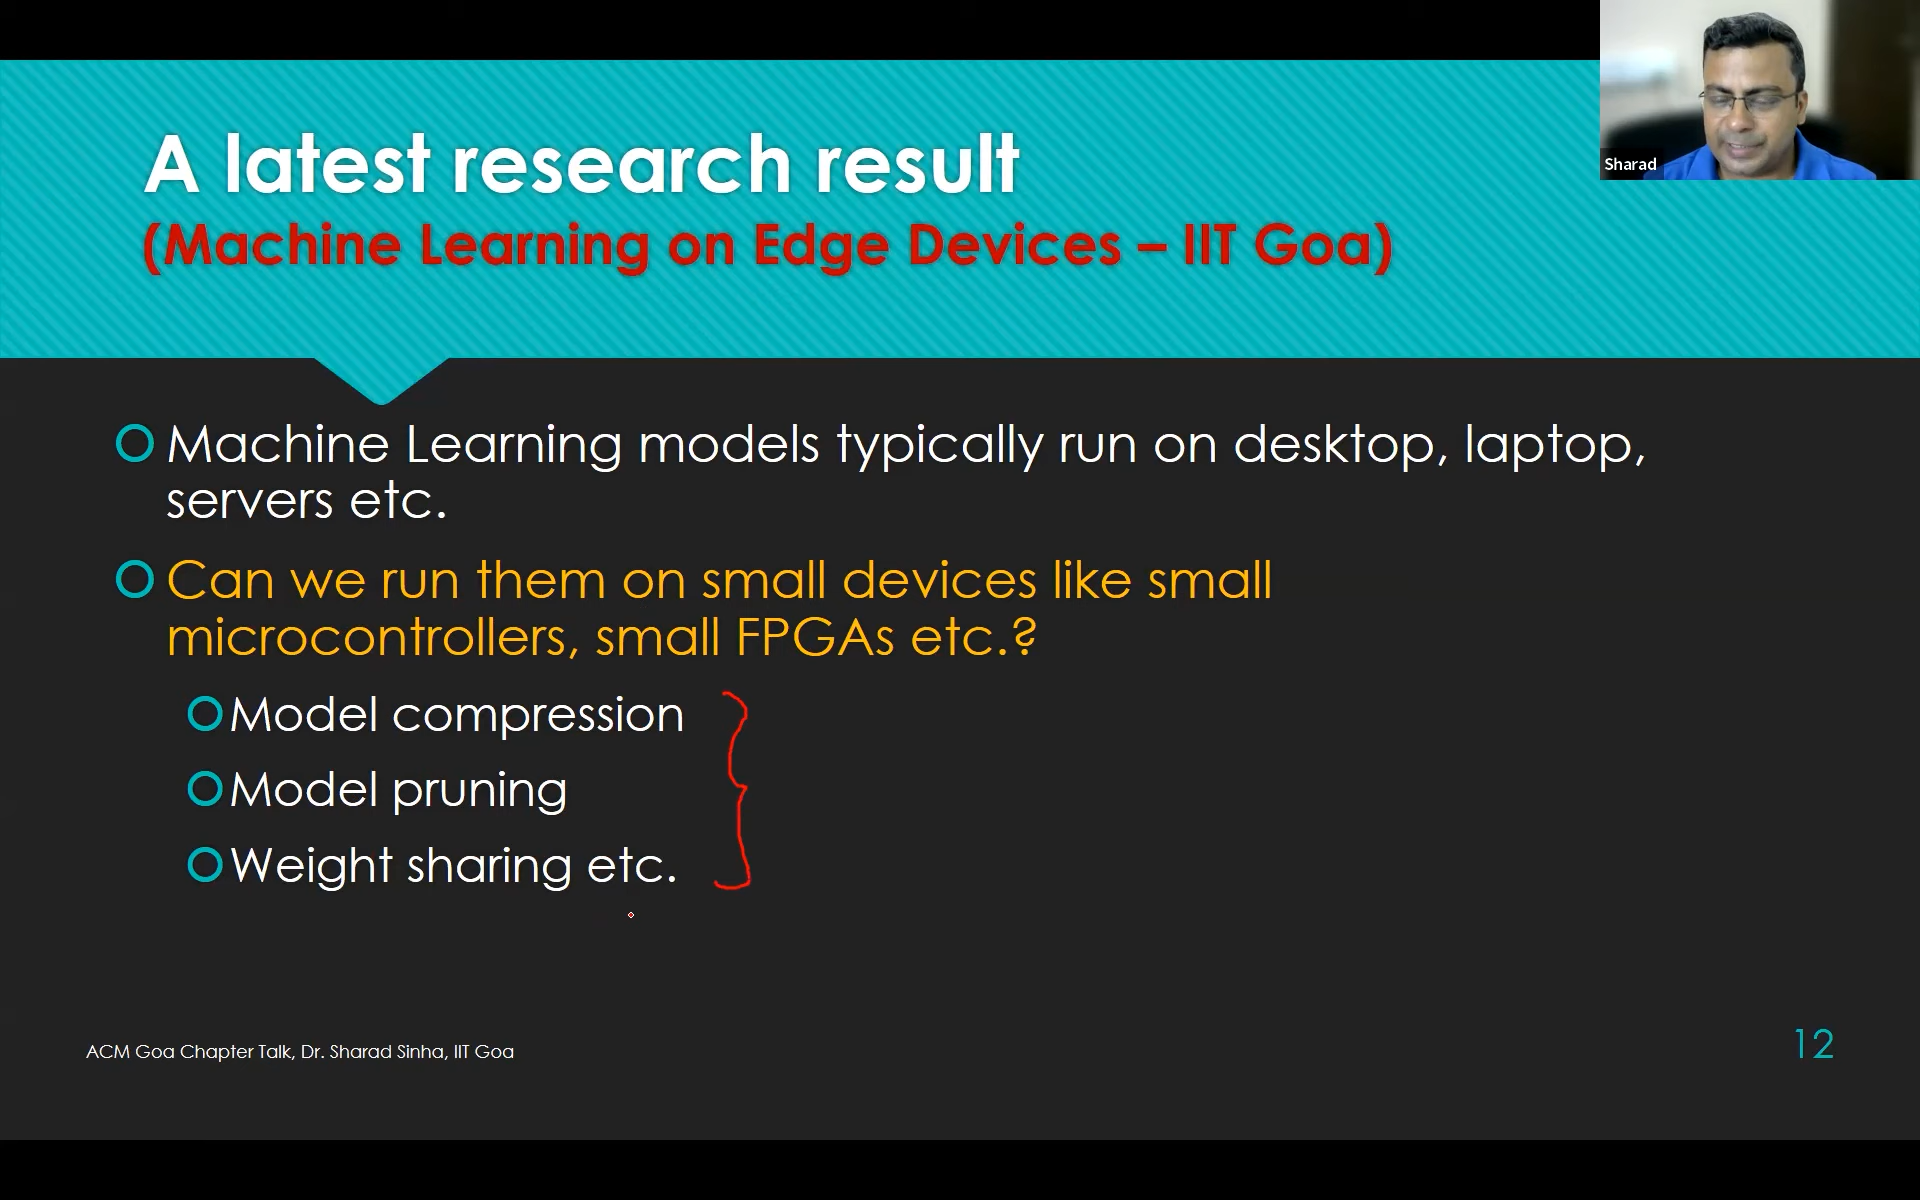 A latest research result
(Machine Learning on Edge Devices – IIT Goa)
Sharad
Machine Learning models typically run on desktop, laptop,
servers etc.
Can we run them on small devices like small
microcontrollers, small FPGAs etc.?
Model compression
Model pruning
Weight sharing etc.
ACM Goa Chapter Talk, Dr. Sharad Sinha, IIT Goa
12